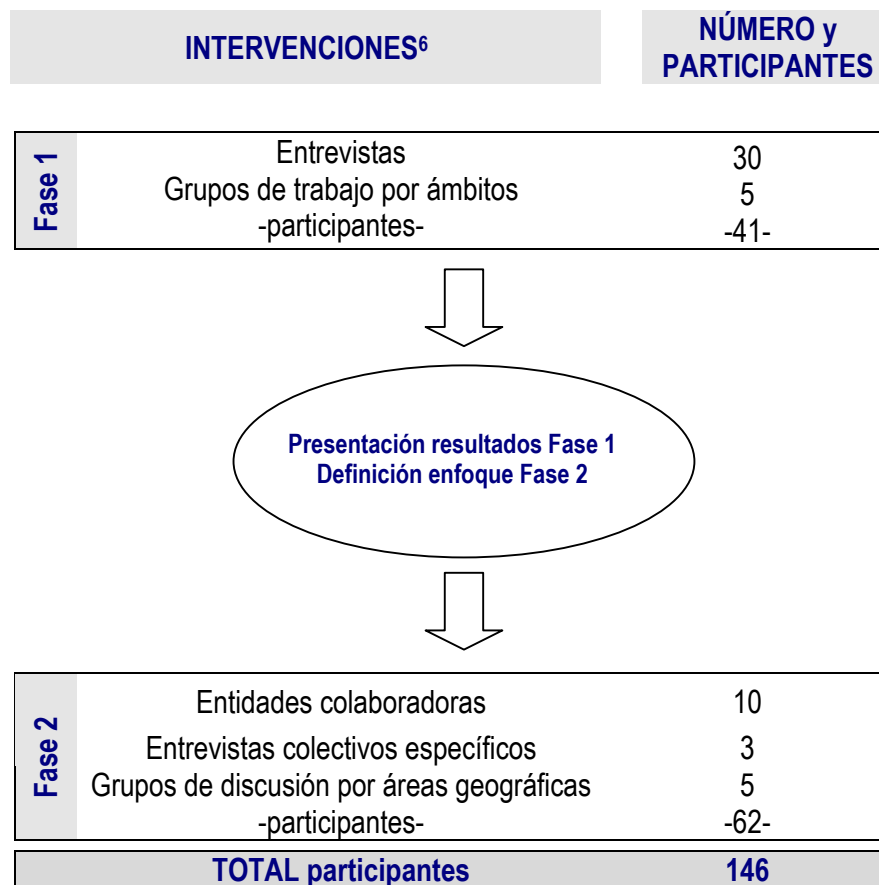 INTERVENCIONES⁶
NÚMERO y
PARTICIPANTES
Fase 1
Entrevistas 30
Grupos de trabajo por ámbitos 5
-participantes- -41-
Presentación resultados Fase 1
Definición enfoque Fase 2
Fase 2
Entidades colaboradoras 10
Entrevistas colectivos específicos 3
Grupos de discusión por áreas geográficas 5
-participantes- -62-
TOTAL participantes 146